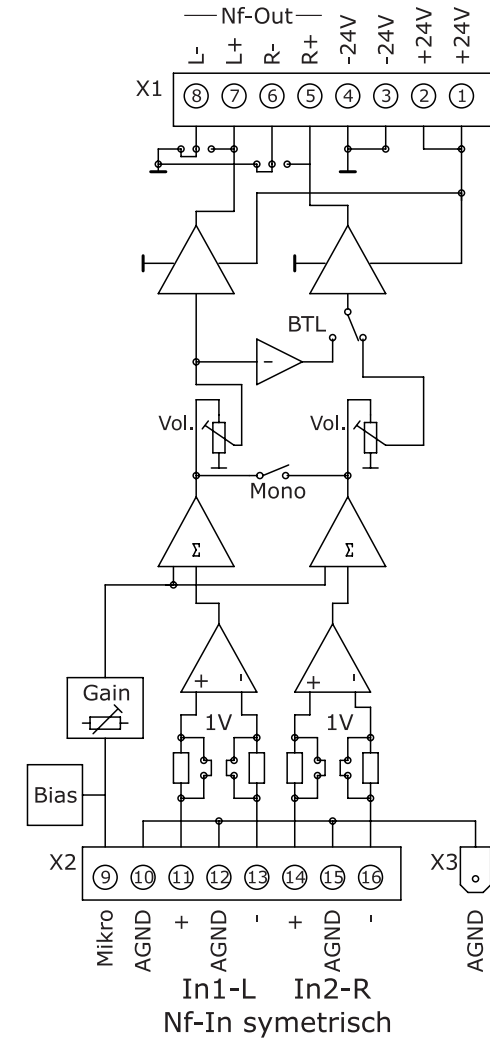 Nf-Out
L-
L+
R-
R+
-24V
-24V
+24V
+24V
X1
8
7
6
5
4
3
2
1
BTL
-
Vol.
Vol.
Mono
Σ
Σ
+
-
+
-
Gain
1V
1V
Bias
X2
9
10
11
12
13
14
15
16
X3
Mikro
AGND
+
AGND
-
+
AGND
-
AGND
In1-L
In2-R
Nf-In symetrisch